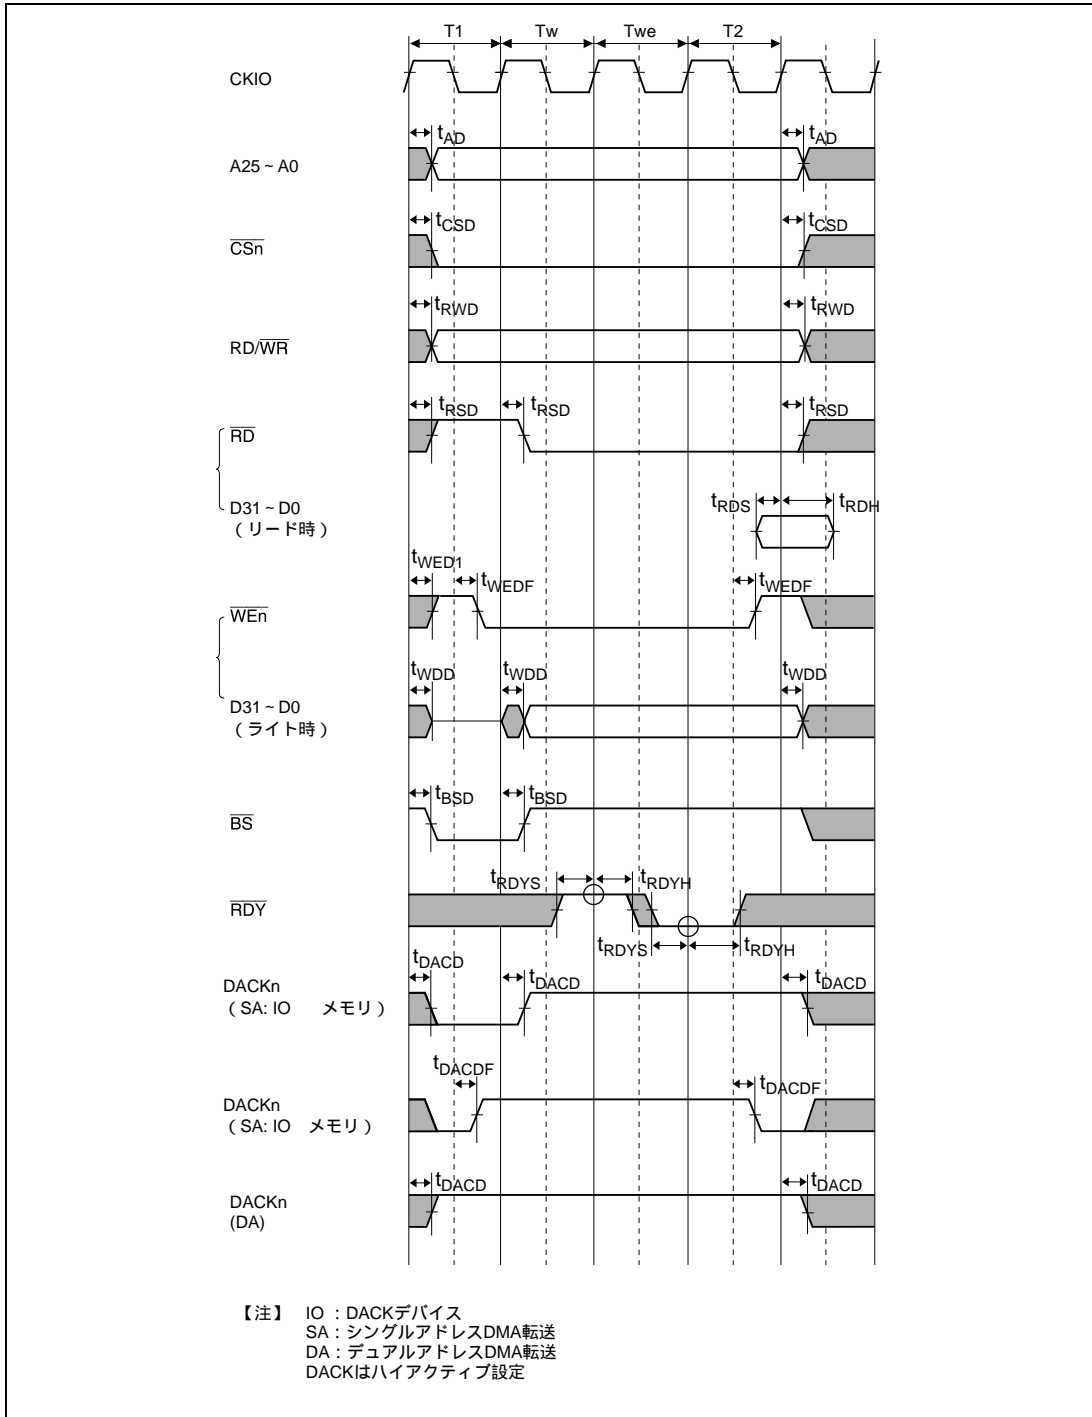 T1 Tw Twe T2
CKIO
tAD tAD
A25～A0
tCSD tCSD
CSn
tRWD tRWD
RD/WR
tRSD tRSD tRSD
RD
tRDS tRDH
D31～D0
（リード時）
tWED1 tWEDF tWEDF
WEn
tWDD tWDD tWDD
D31～D0
（ライト時）
tBSD tBSD
BS
tRDYS tRDYH
RDY
tRDYS tRDYH
tDACD tDACD tDACD
DACKn
（SA: IO メモリ）
tDACDF tDACDF
DACKn
（SA: IO メモリ）
tDACD tDACD
DACKn
(DA)
【注】 IO ：DACKデバイス
SA：シングルアドレスDMA転送
DA：デュアルアドレスDMA転送
DACKはハイアクティブ設定